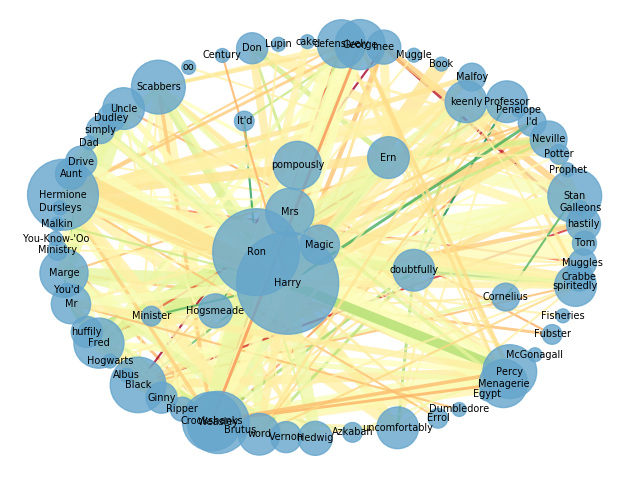 cake
defensively
George
inee
Century
Don
Lupin
Muggle
Book
oo
Malfoy
Scabbers
keenly
Professor
Uncle
Penelope
Dudley
It'd
I'd
simply
Neville
Dad
Potter
Drive
pompously
Ern
Prophet
Aunt
Hermione
Stan
Dursleys
Galleons
Mrs
Malkin
hastily
You-Know-'Oo
Magic
Tom
Ministry
Ron
Muggles
Marge
doubtfully
Crabbe
Harry
spiritedly
You'd
Cornelius
Mr
Hogsmeade
Minister
Fisheries
huffily
Fubster
Fred
McGonagall
Hogwarts
Percy
Albus
Menagerie
Black
Egypt
Ginny
Ripper
Dumbledore
Errol
Crookshanks
Weasley
Brutus
uncomfortably
word
Vernon
Hedwig
Azkaban